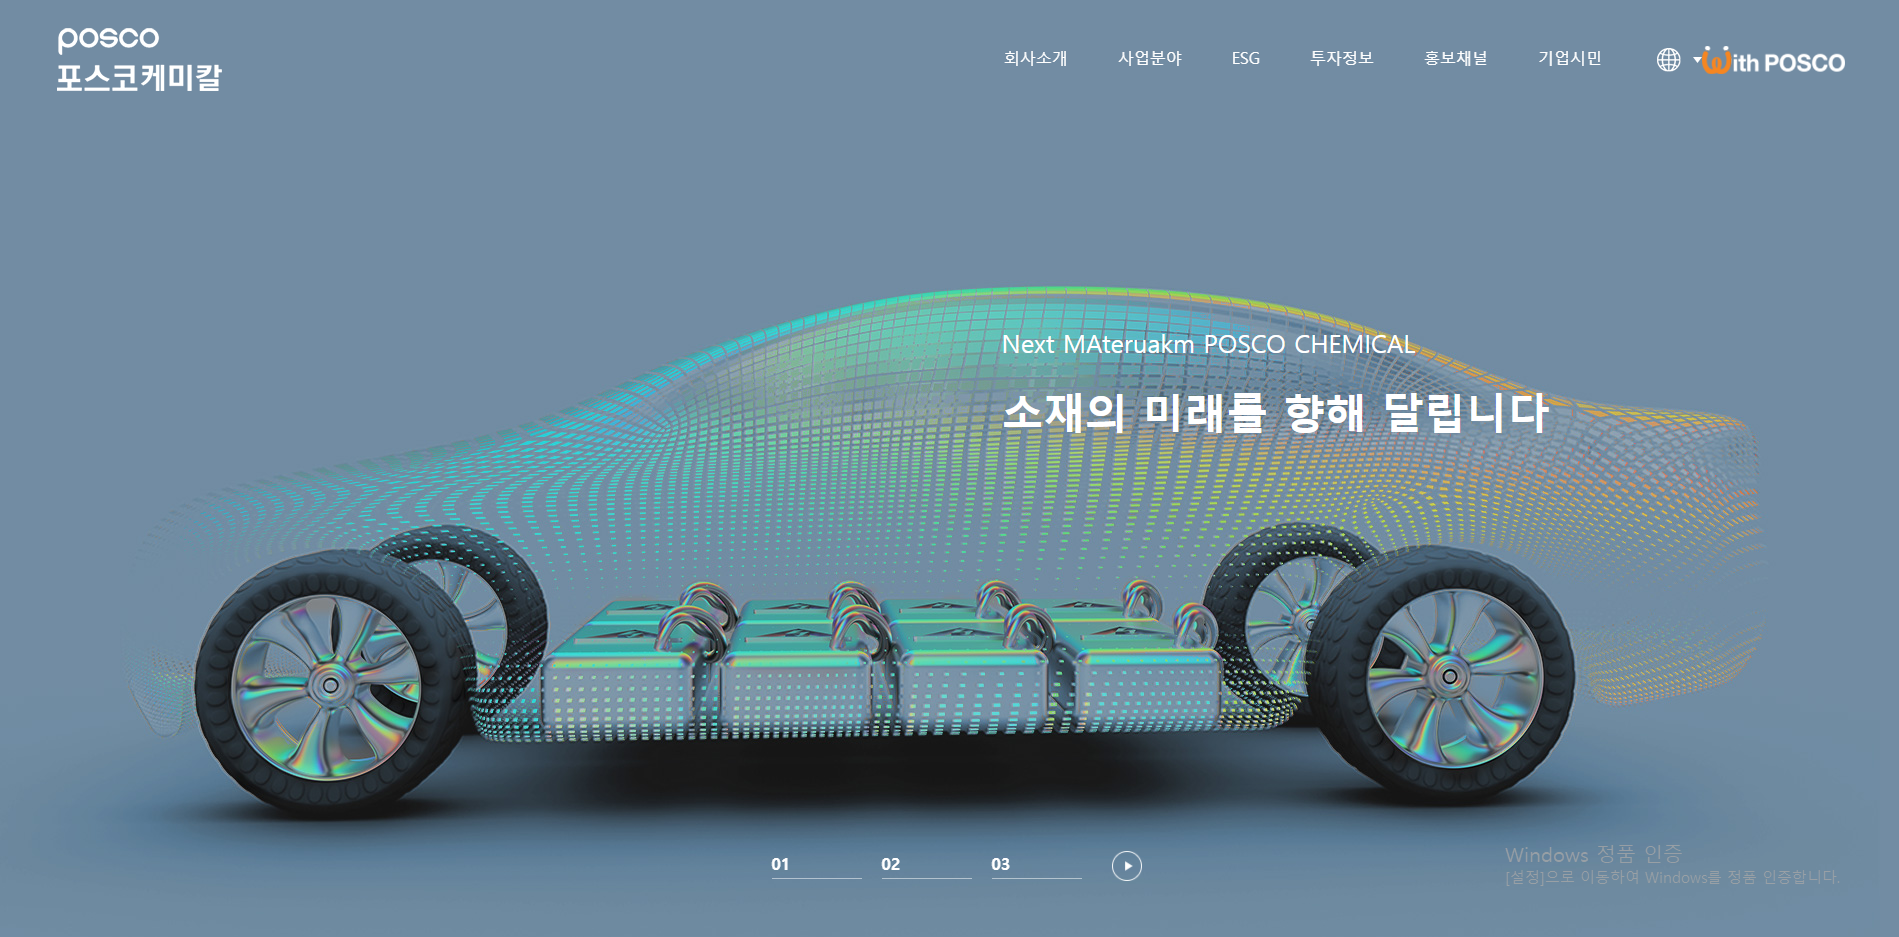 posco
포스코케미칼
회사소개 사업분야 ESG 투자정보 홍보채널 기업시민
With POSCO
Next MAteruakm POSCO CHEMICAL
소재의 미래를 향해 달립니다
01 02 03
Windows 정품 인증
[설정]으로 이동하여 Windows를 정품 인증합니다.